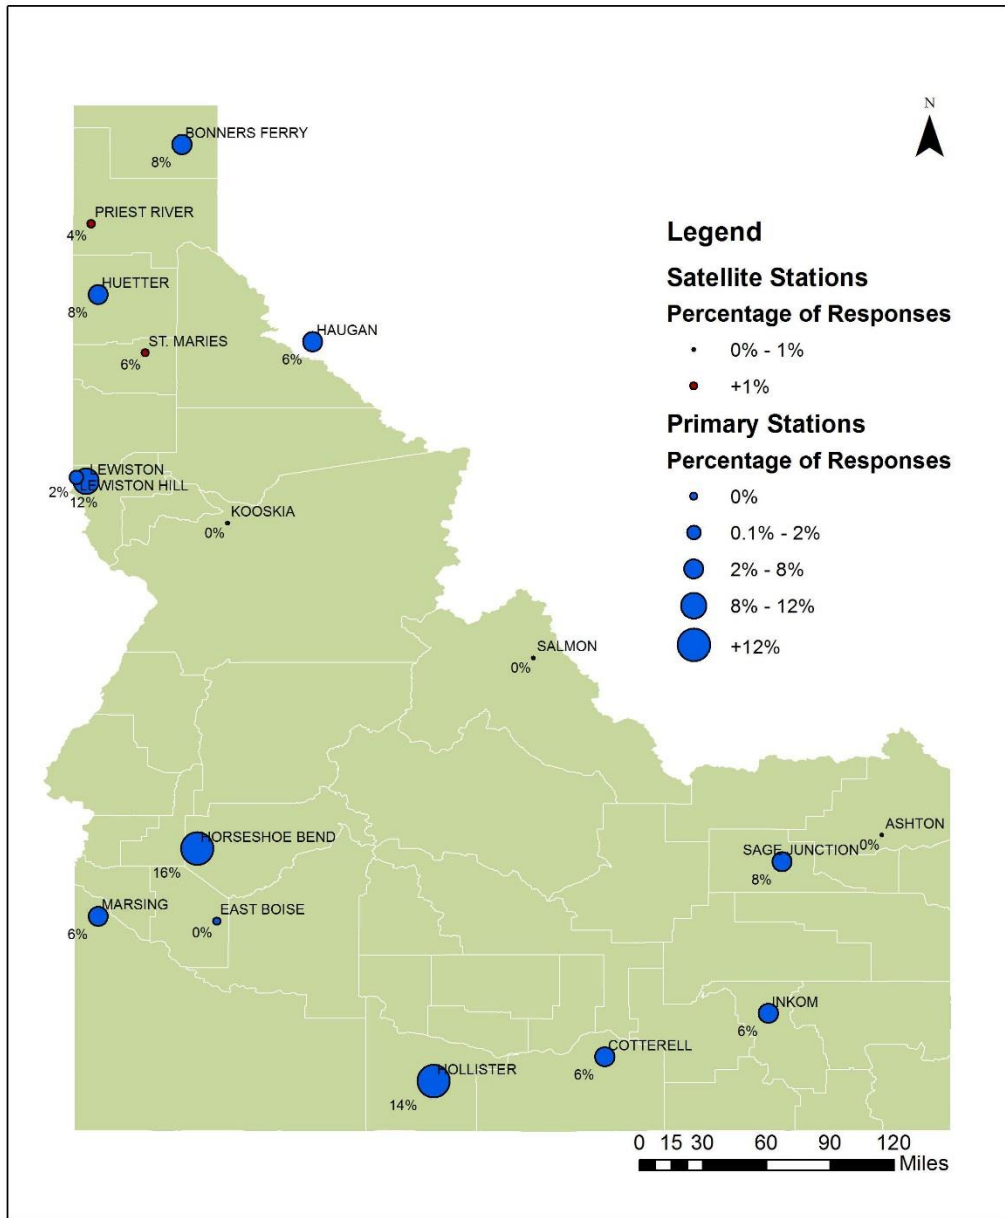 N
BONNERS FERRY
8%
PRIEST RIVER
4%
HUETTER
8%
ST. MARIES
6%
HAUGAN
6%
LEWISTON
2%
LEWISTON HILL
12%
KOOSKIA
0%
SALMON
0%
HORSESHOE BEND
16%
ASHTON
0%
SAGE JUNCTION
8%
MARSING
6%
EAST BOISE
0%
INKOM
6%
COTTERELL
6%
HOLLISTER
14%
Legend
Satellite Stations
Percentage of Responses
0% - 1%
+1%
Primary Stations
Percentage of Responses
0%
0.1% - 2%
2% - 8%
8% - 12%
+12%
0 15 30 60 90 120
Miles